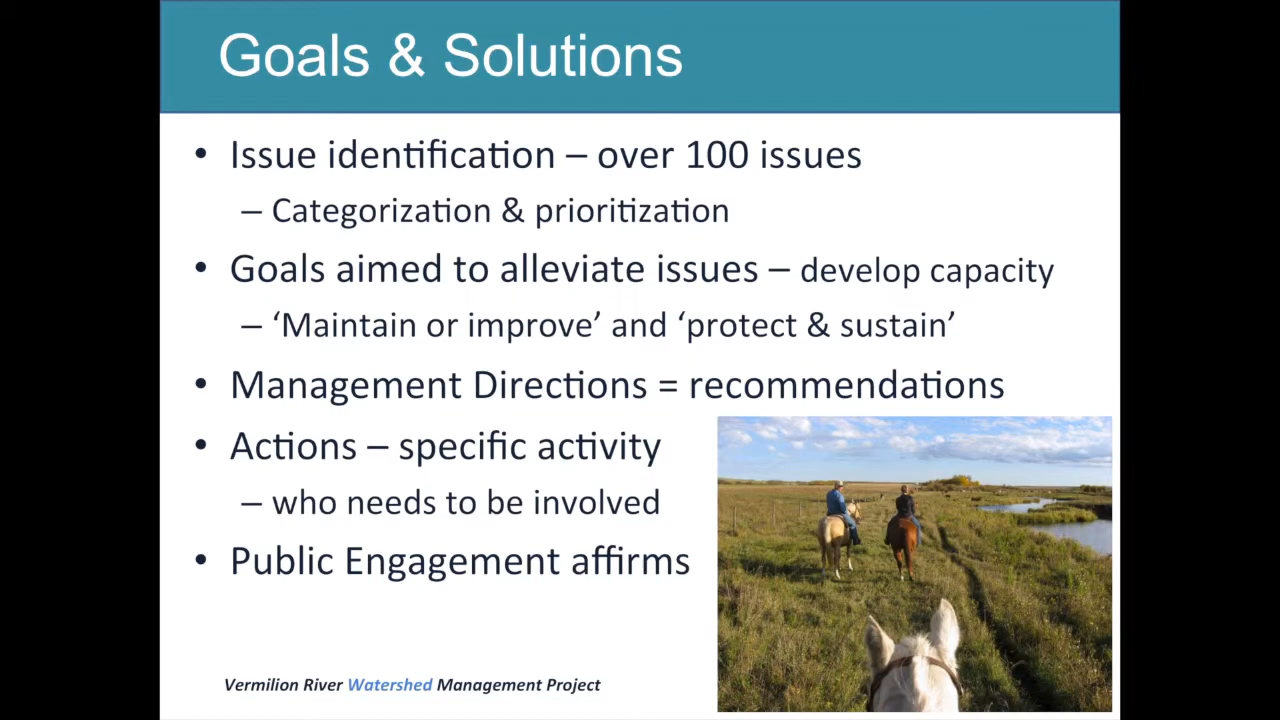 Goals & Solutions
• Issue identification – over 100 issues
– Categorization & prioritization
• Goals aimed to alleviate issues – develop capacity
– ‘Maintain or improve’ and ‘protect & sustain’
• Management Directions = recommendations
• Actions – specific activity
– who needs to be involved
• Public Engagement affirms
Vermilion River Watershed Management Project